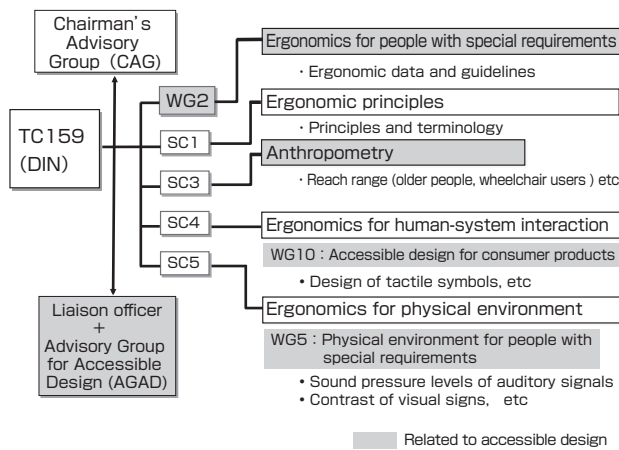 Chairman's
Advisory
Group (CAG)
TC159
(DIN)
Liaison officer
+
Advisory Group
for Accessible
Design (AGAD)
WG2
Ergonomics for people with special requirements
・Ergonomic data and guidelines
SC1
Ergonomic principles
・Principles and terminology
SC3
Anthropometry
・Reach range (older people, wheelchair users ) etc
SC4
Ergonomics for human-system interaction
WG10：Accessible design for consumer products
• Design of tactile symbols, etc
SC5
Ergonomics for physical environment
WG5：Physical environment for people with
special requirements
• Sound pressure levels of auditory signals
• Contrast of visual signs, etc
Related to accessible design